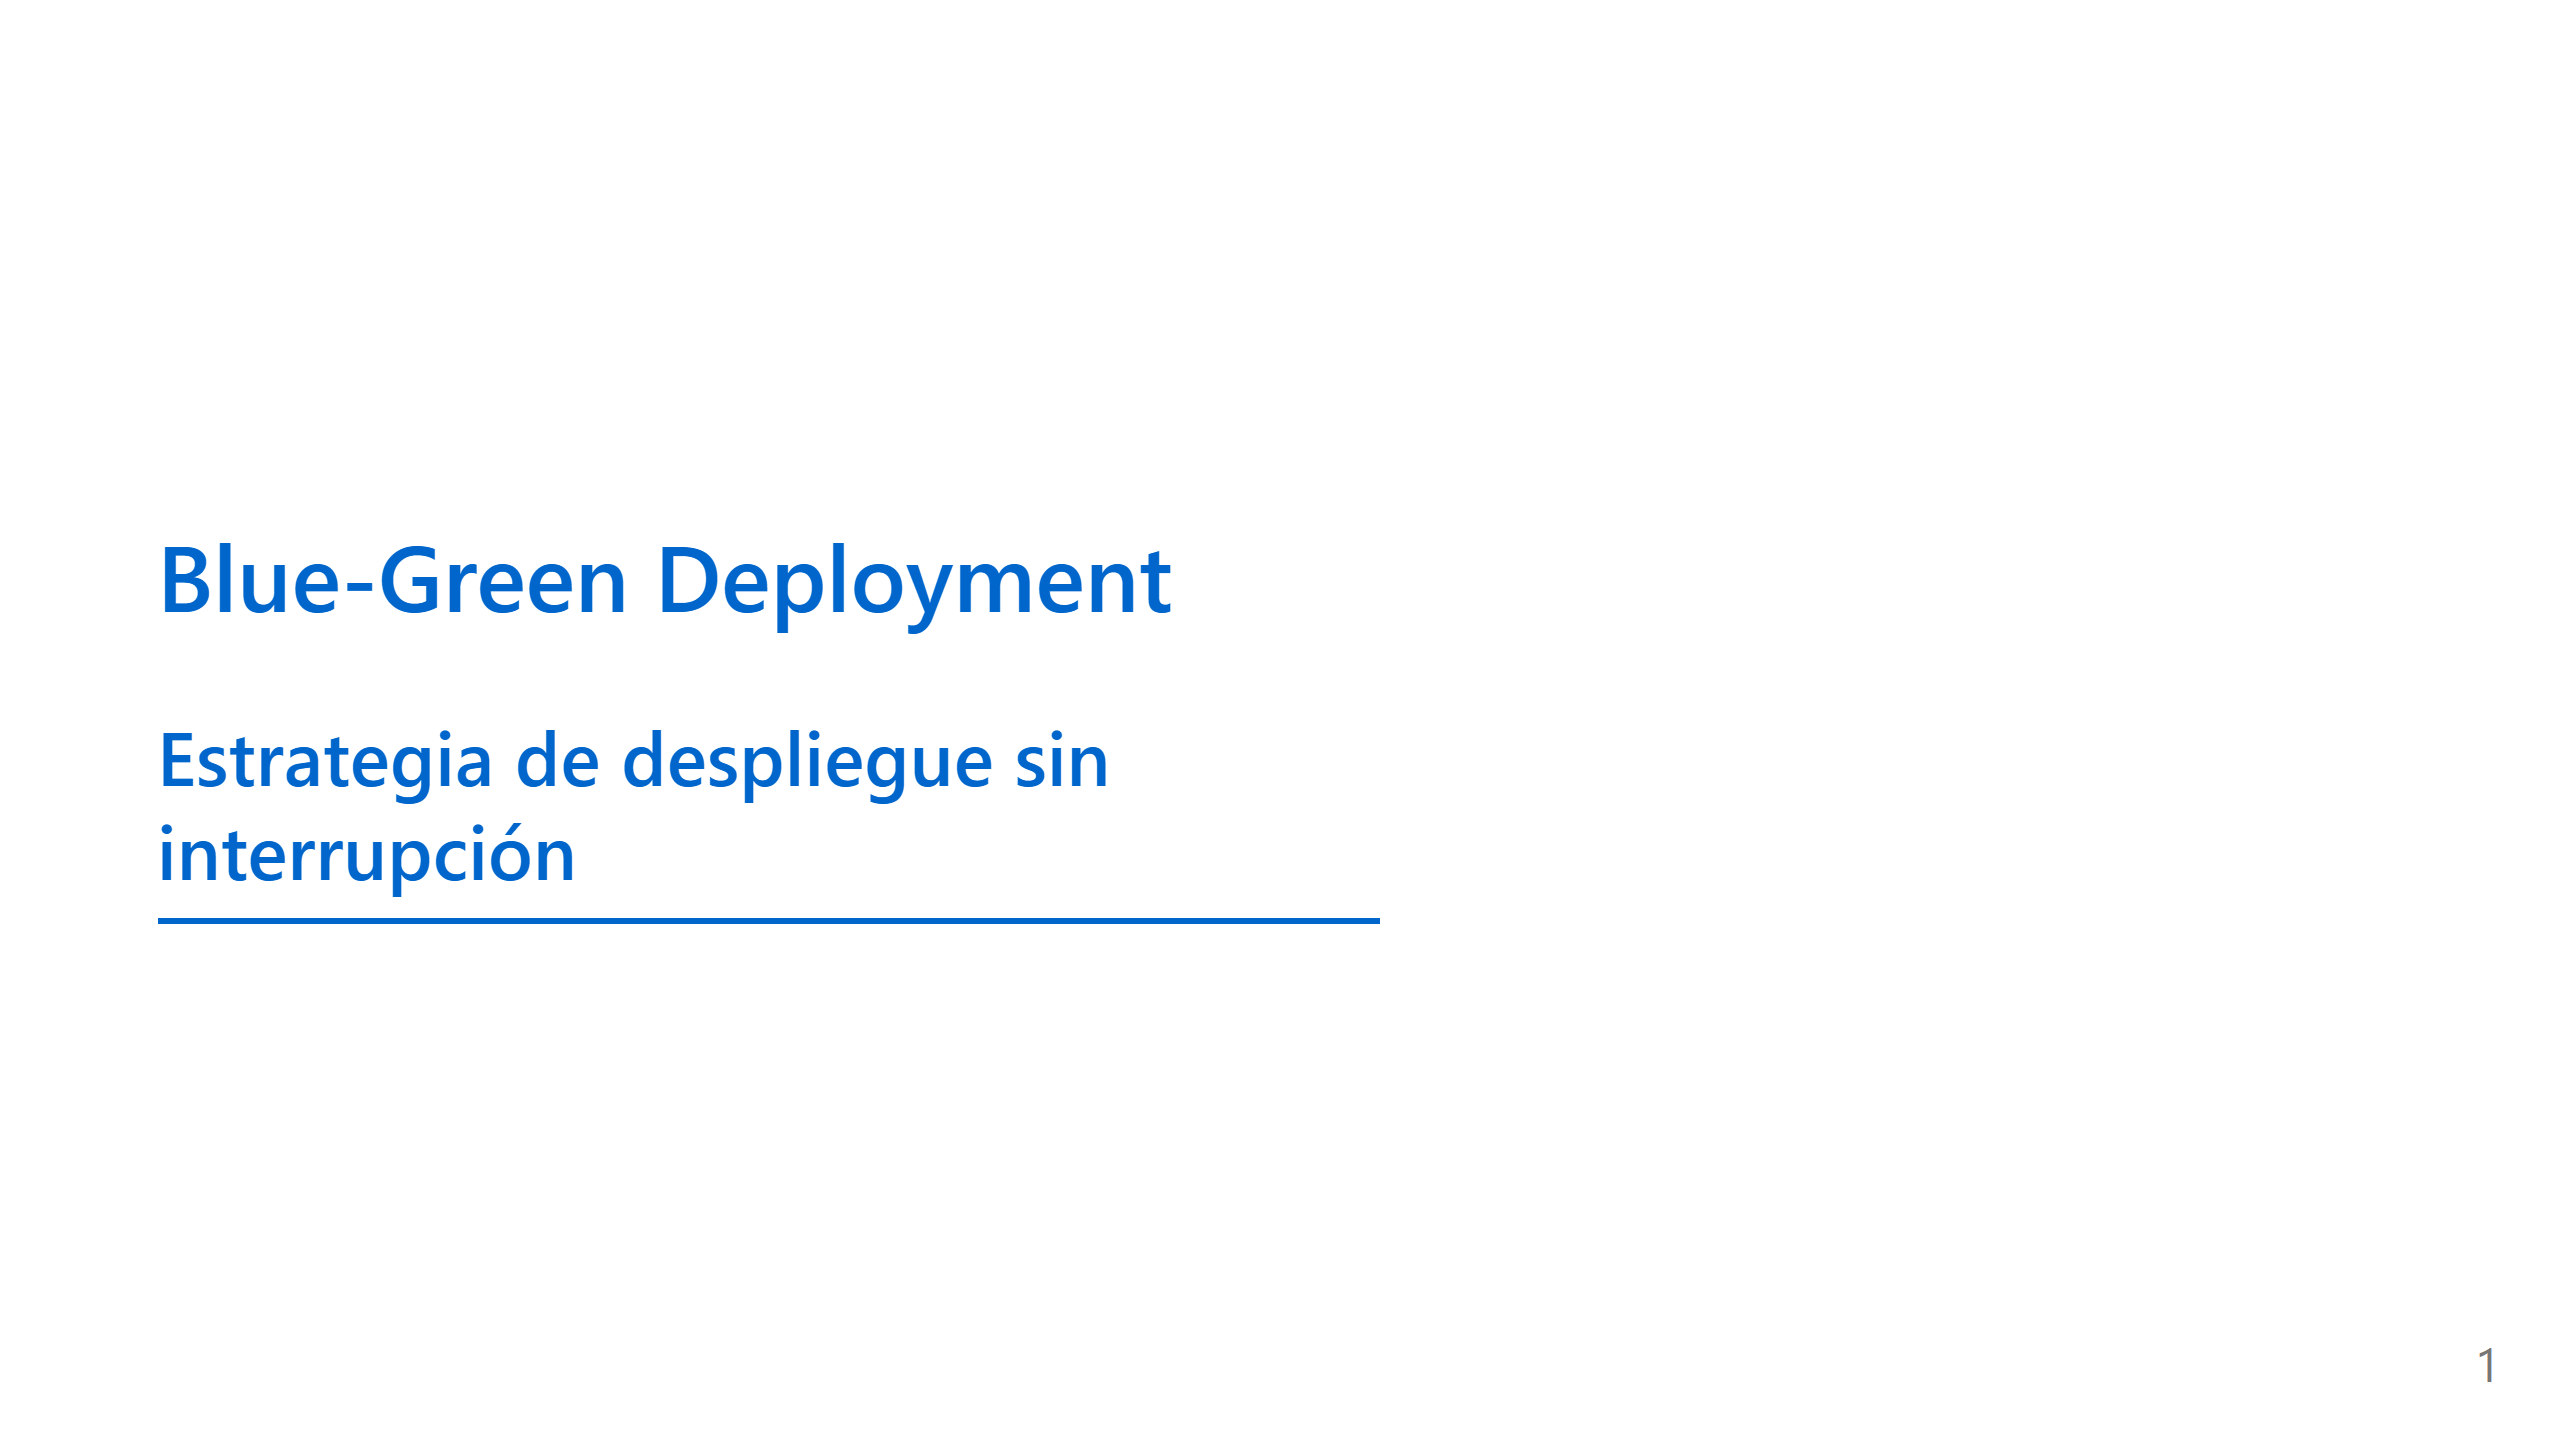 Blue-Green Deployment
Estrategia de despliegue sin
interrupción
1